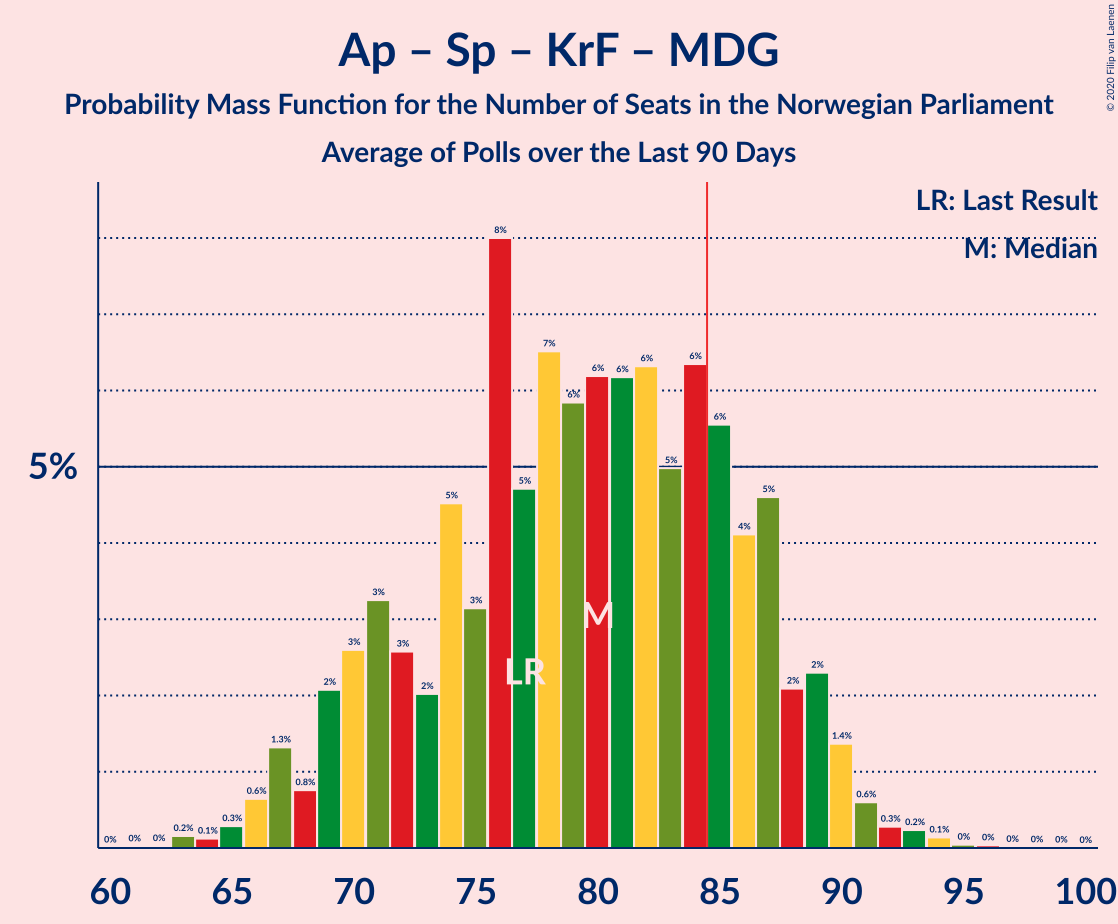 Ap – Sp – KrF – MDG
Probability Mass Function for the Number of Seats in the Norwegian Parliament
Average of Polls over the Last 90 Days
© 2020 Filip van Laenen
LR: Last Result
M: Median
5%
0% 0% 0% 0.2% 0.1% 0.3% 0.6% 1.3% 0.8% 2% 3% 3% 3% 2% 5% 3% 8% 5% 7% 6% 6% 6% 6% 5% 6% 6% 4% 5% 2% 2% 1.4% 0.6% 0.3% 0.2% 0.1% 0% 0% 0% 0% 0% 0%
M
LR
60 65 70 75 80 85 90 95 100